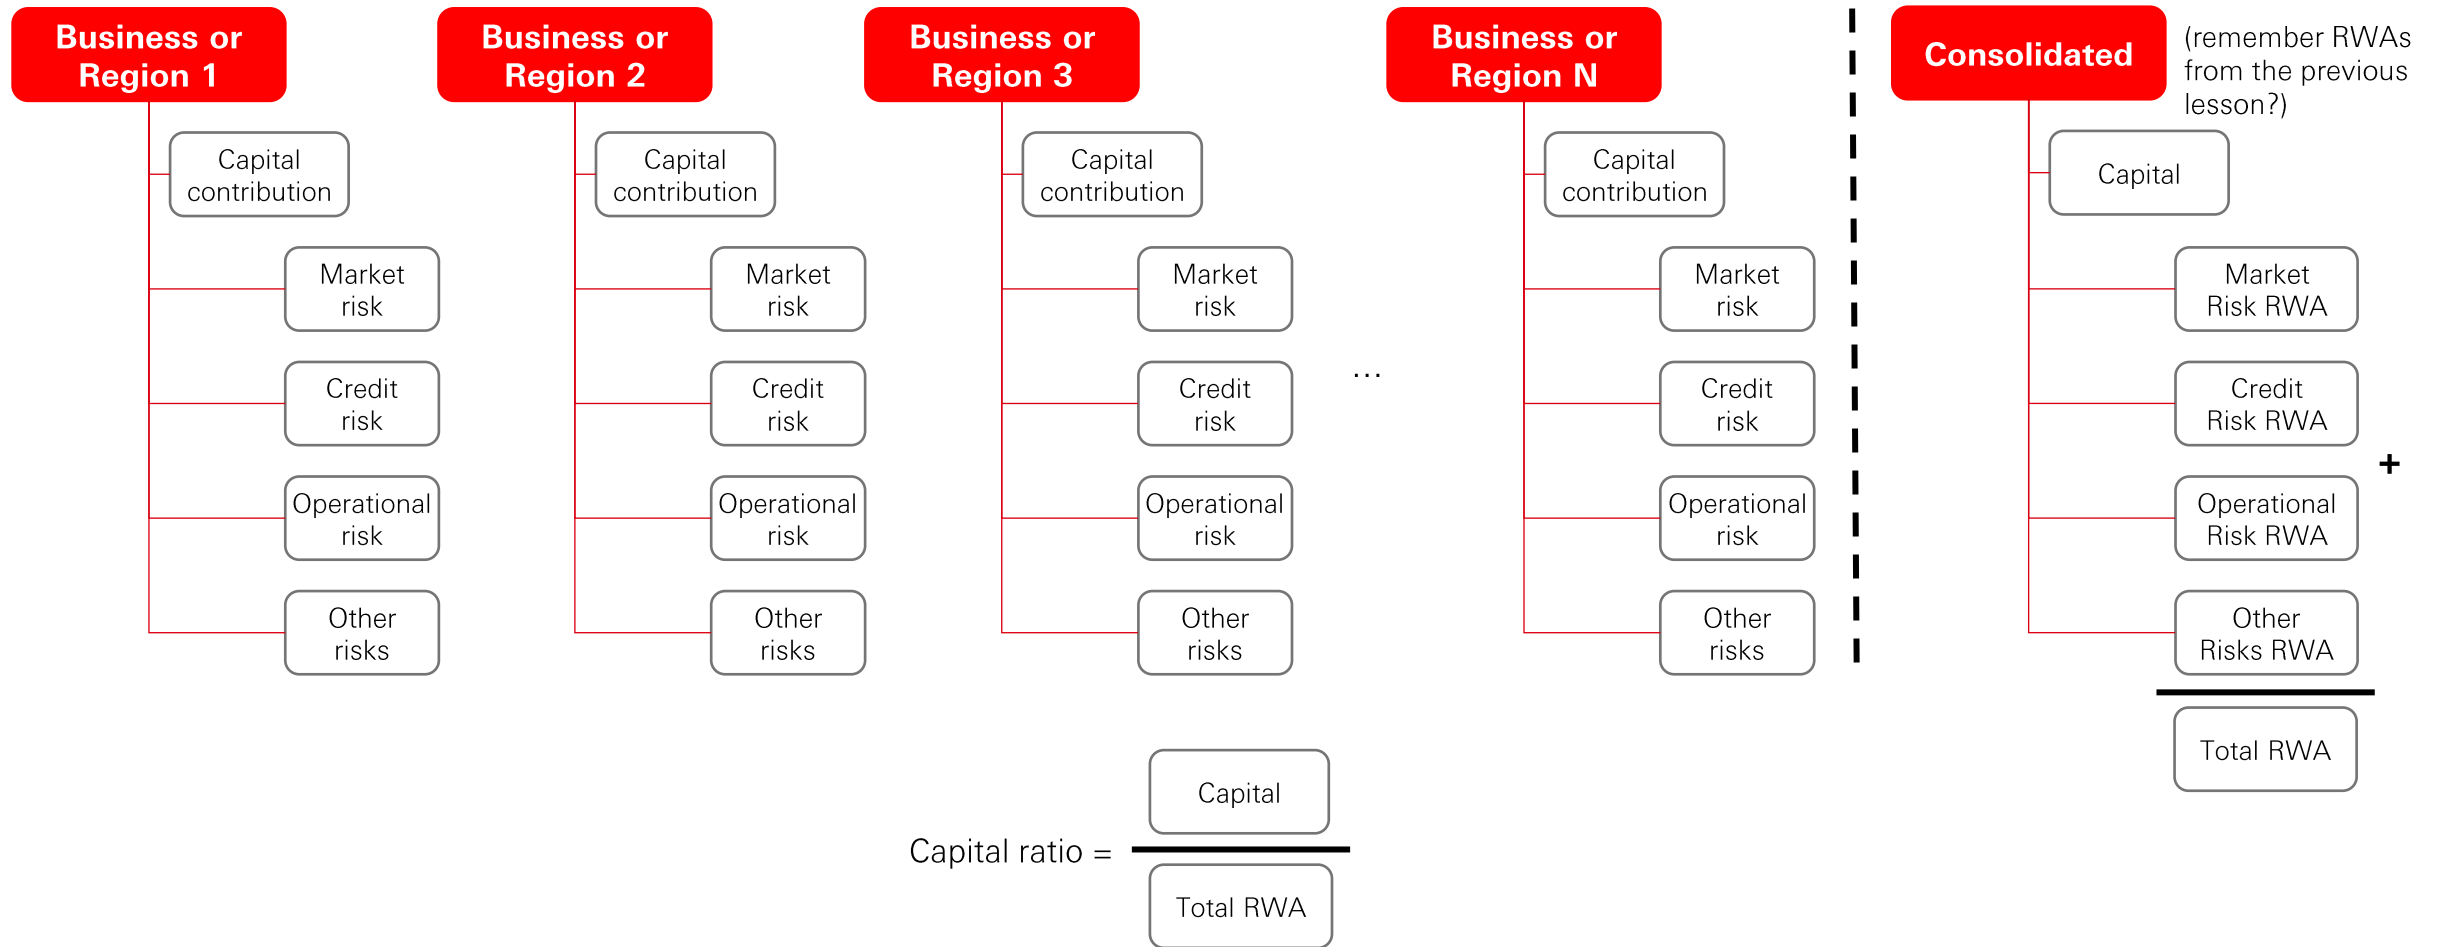 Business or
Region 1
Capital
contribution
Market
risk
Credit
risk
Operational
risk
Other
risks
Business or
Region 2
Capital
contribution
Market
risk
Credit
risk
Operational
risk
Other
risks
Business or
Region 3
Capital
contribution
Market
risk
Credit
risk
Operational
risk
Other
risks
...
Business or
Region N
Capital
contribution
Market
risk
Credit
risk
Operational
risk
Other
risks
Consolidated
(remember RWAs
from the previous
lesson?)
Capital
Market
Risk RWA
Credit
Risk RWA
+
Operational
Risk RWA
Other
Risks RWA
Total RWA
Capital ratio =
Capital
Total RWA